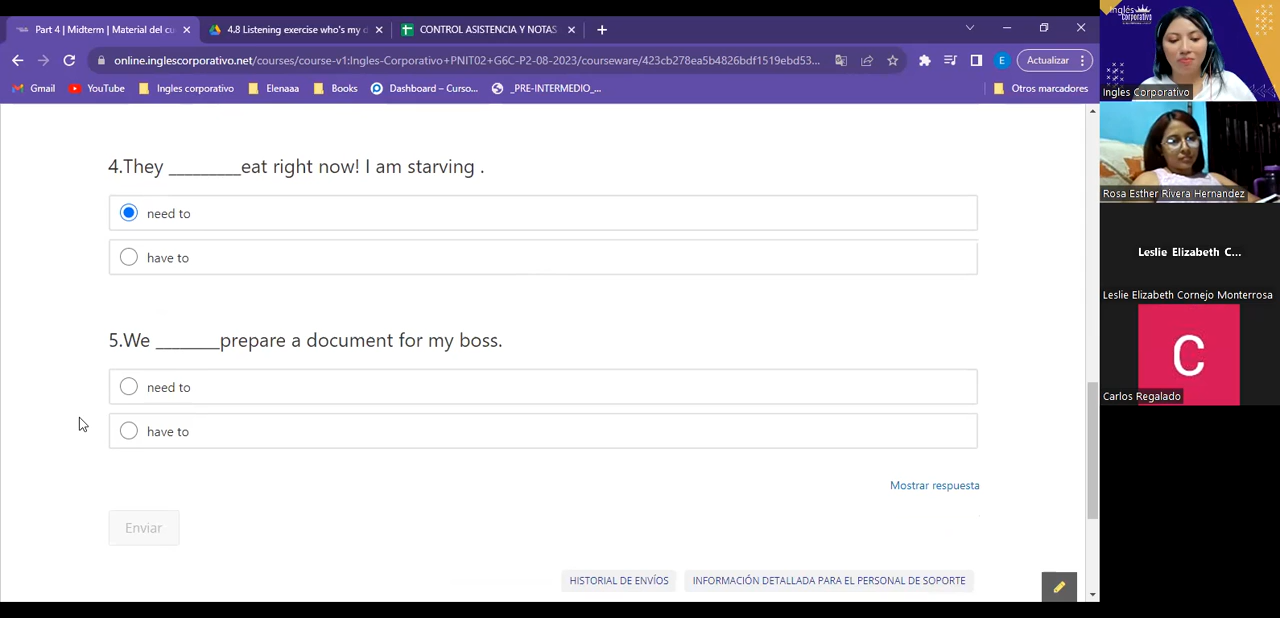 Part 4 | Midterm | Material del cu
4.8 Listening exercise who's my d
CONTROL ASISTENCIA Y NOTAS
online.inglescorporativo.net/courses/course-v1:Ingles-Corporativo+PNIT02+G6C-P2-08-2023/courseware/423cb278ea5b4826bdf1519ebd53...
E
Actualizar
Gmail
YouTube
Ingles corporativo
Elenaaa
Books
Dashboard – Curso...
_PRE-INTERMEDIO_...
Otros marcadores
4.They _________eat right now! I am starving .
need to
have to
5.We ________prepare a document for my boss.
need to
have to
Mostrar respuesta
Enviar
HISTORIAL DE ENVÍOS
INFORMACIÓN DETALLADA PARA EL PERSONAL DE SOPORTE
Inglés
Corporativo
Ingles Corporativo
Rosa Esther Rivera Hernandez
Leslie Elizabeth C...
Leslie Elizabeth Cornejo Monterrosa
C
Carlos Regalado